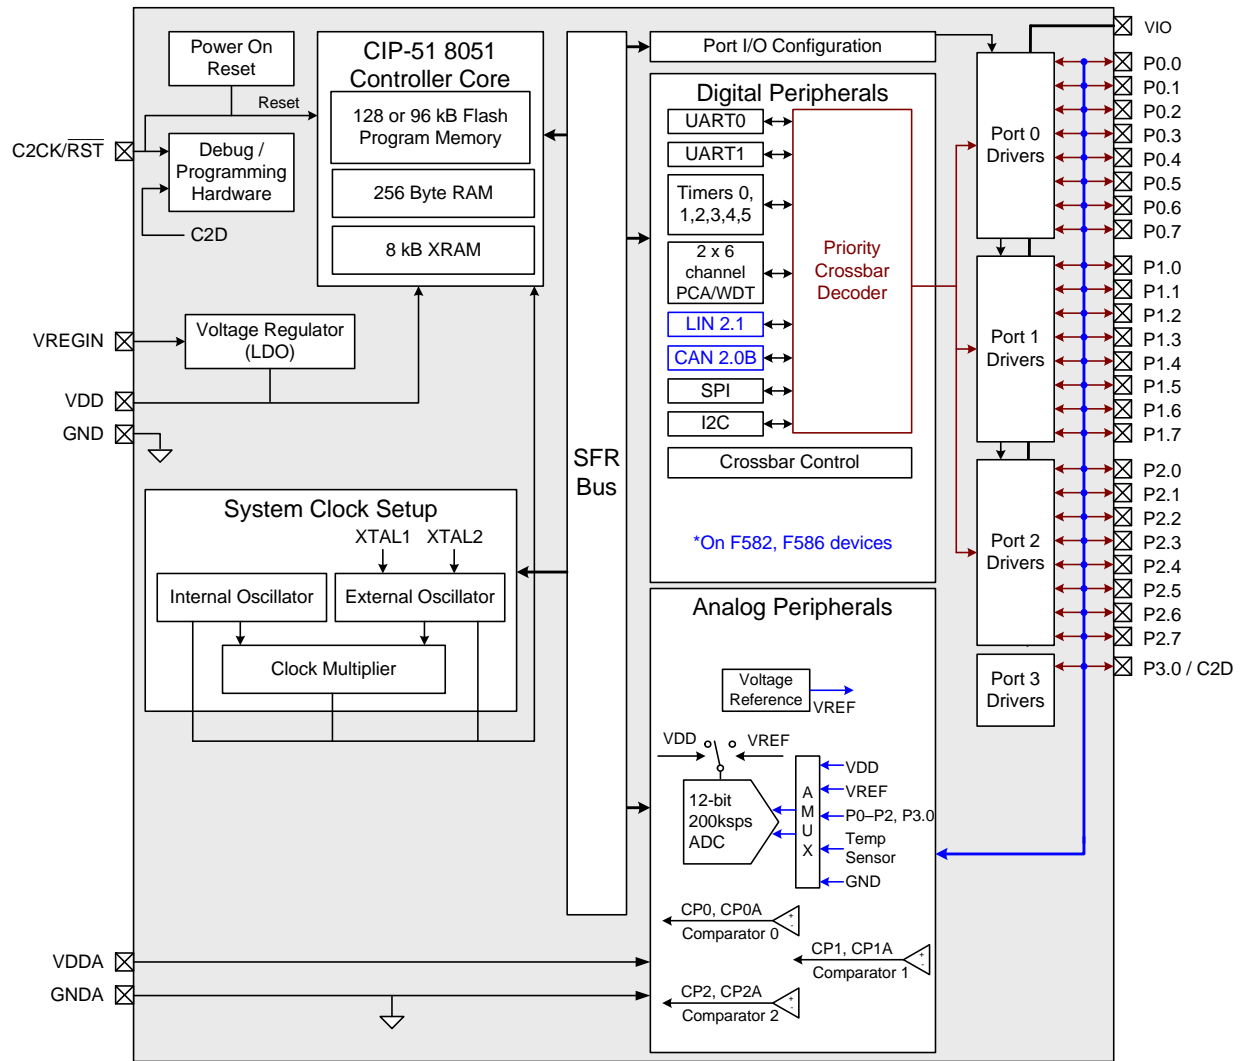 Power On
Reset
Reset
C2CK/RST
Debug /
Programming
Hardware
C2D
CIP-51 8051
Controller Core
128 or 96 kB Flash
Program Memory
256 Byte RAM
8 kB XRAM
VREGIN
Voltage Regulator
(LDO)
VDD
GND
System Clock Setup
XTAL1
XTAL2
Internal Oscillator
External Oscillator
Clock Multiplier
VDDA
GNDA
SFR
Bus
Port I/O Configuration
Digital Peripherals
UART0
UART1
Timers 0,
1,2,3,4,5
2 x 6
channel
PCA/WDT
LIN 2.1
CAN 2.0B
SPI
I2C
Priority
Crossbar
Decoder
Crossbar Control
*On F582, F586 devices
Analog Peripherals
Voltage
Reference
VREF
VDD
VREF
12-bit
200ksps
ADC
A
M
U
X
VDD
VREF
P0–P2, P3.0
Temp
Sensor
GND
CP0, CP0A
Comparator 0
+
-
CP1, CP1A
Comparator 1
+
-
CP2, CP2A
Comparator 2
+
-
Port 0
Drivers
Port 1
Drivers
Port 2
Drivers
Port 3
Drivers
VIO
P0.0
P0.1
P0.2
P0.3
P0.4
P0.5
P0.6
P0.7
P1.0
P1.1
P1.2
P1.3
P1.4
P1.5
P1.6
P1.7
P2.0
P2.1
P2.2
P2.3
P2.4
P2.5
P2.6
P2.7
P3.0 / C2D